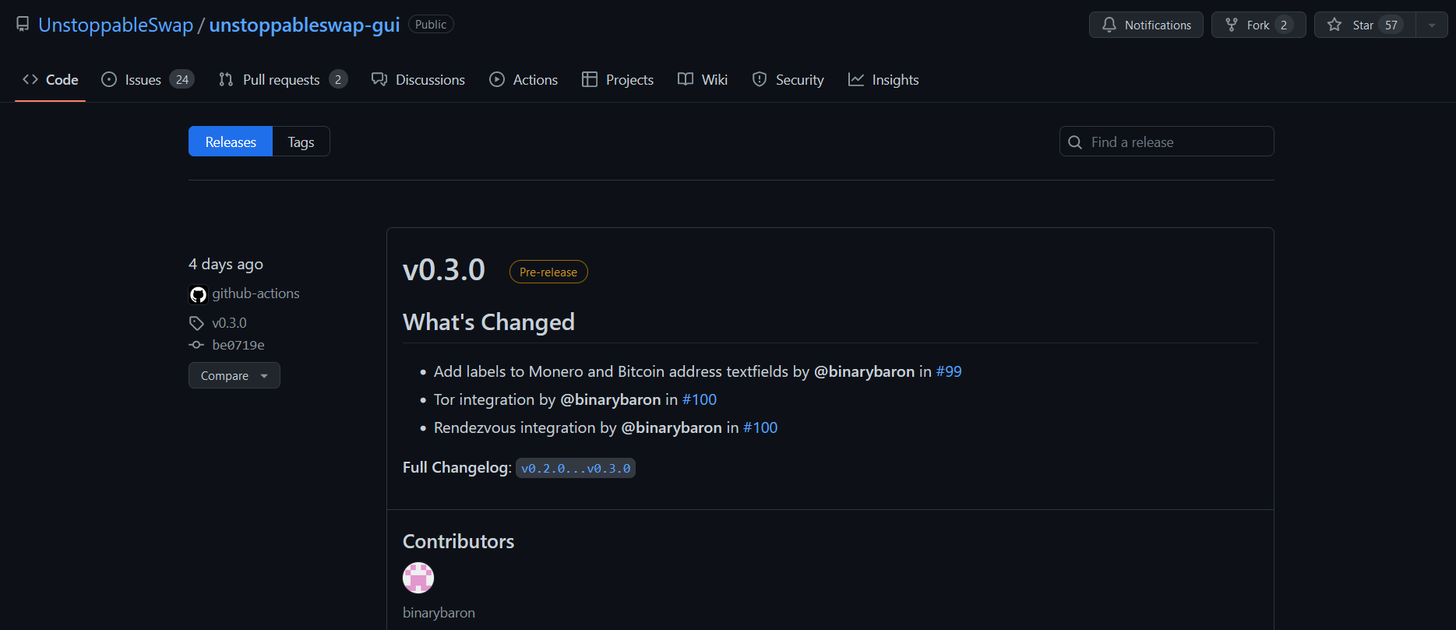 UnstoppableSwap / unstoppableswap-gui Public Notifications Fork 2 Star 57
Code Issues 24 Pull requests 2 Discussions Actions Projects Wiki Security Insights
Releases Tags Find a release
4 days ago
github-actions
v0.3.0
be0719e
Compare
v0.3.0 Pre-release
What's Changed
• Add labels to Monero and Bitcoin address textfields by @binarybaron in #99
• Tor integration by @binarybaron in #100
• Rendezvous integration by @binarybaron in #100
Full Changelog: v0.2.0...v0.3.0
Contributors
binarybaron